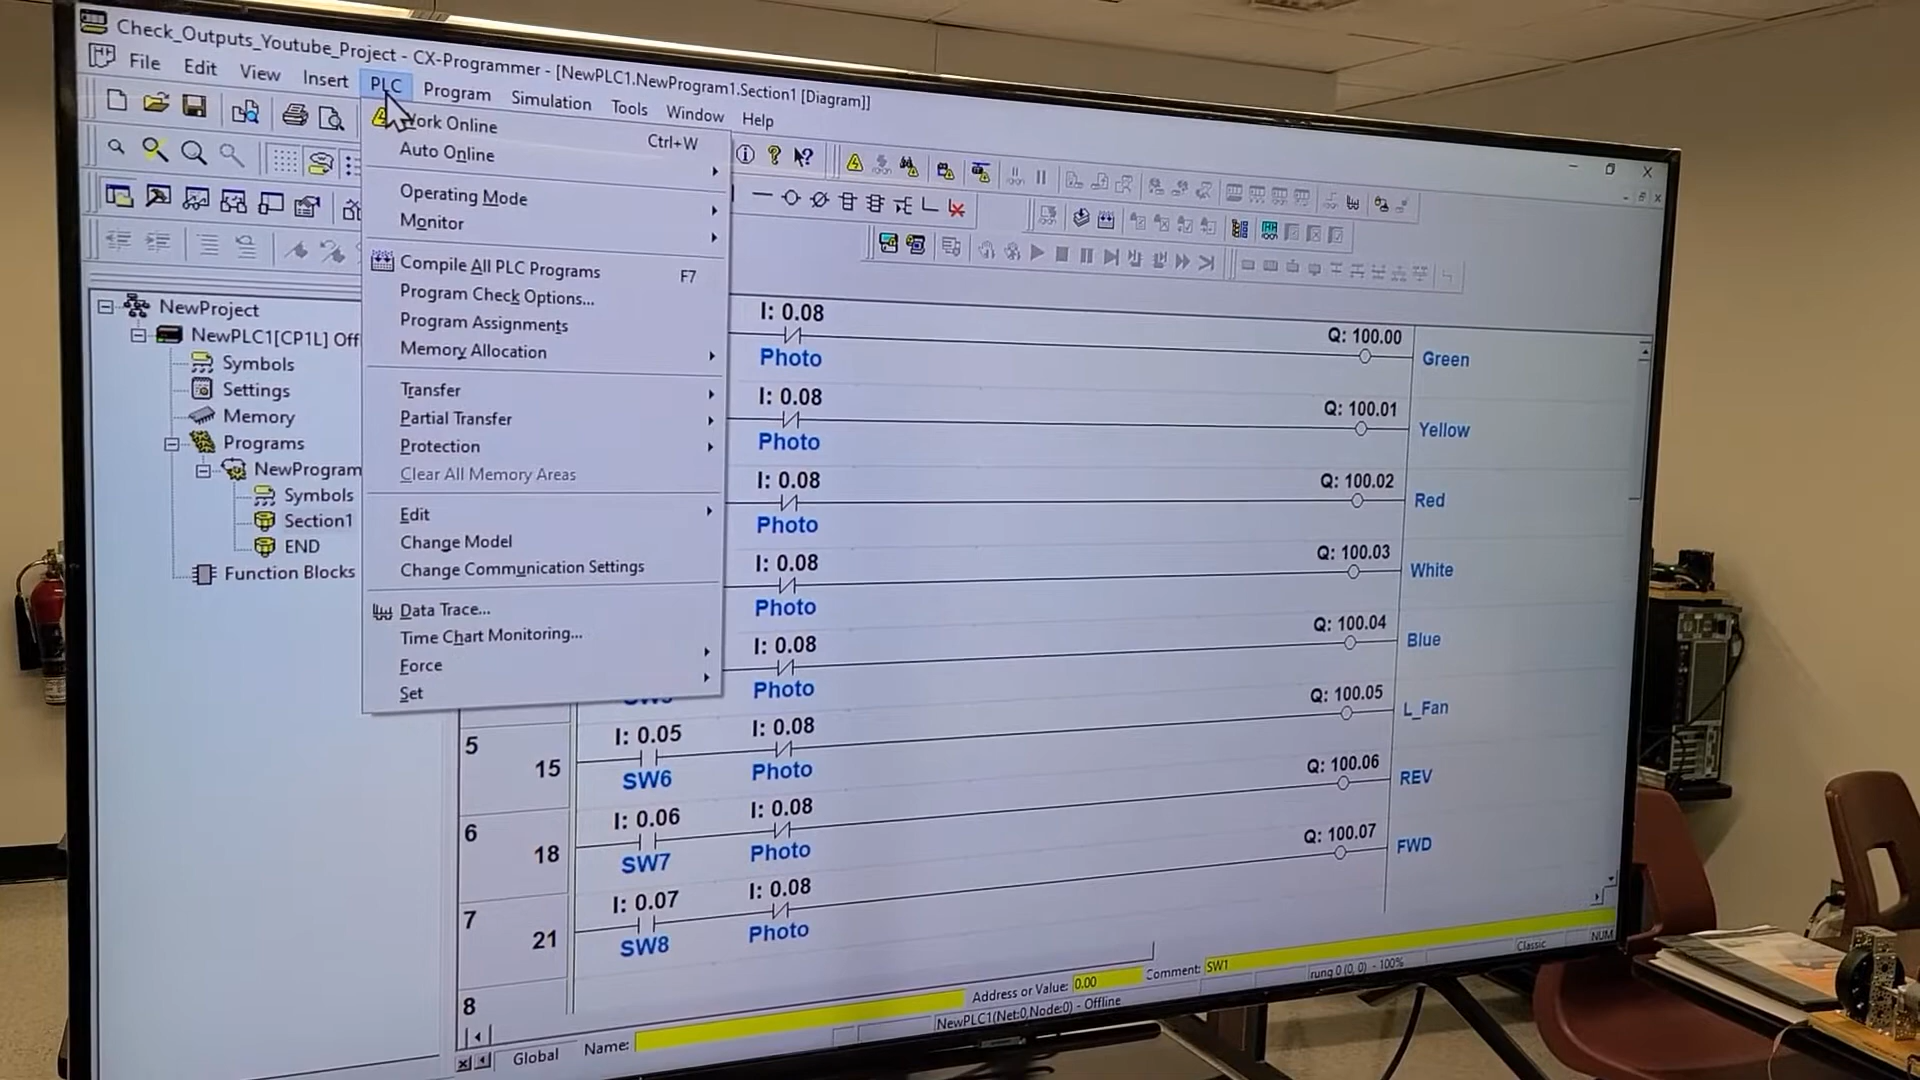 Check_Outputs_Youtube_Project - CX-Programmer - [NewPLC1.NewProgram1.Section1 [Diagram]]
File Edit View Insert PLC Program Simulation Tools Window Help
Work Online Ctrl+W
Auto Online
Operating Mode
Monitor
Compile All PLC Programs F7
Program Check Options...
Program Assignments
Memory Allocation
Transfer
Partial Transfer
Protection
Clear All Memory Areas
Edit
Change Model
Change Communication Settings
Data Trace...
Time Chart Monitoring...
Force
Set
NewProject
NewPLC1[CP1L] Off
Symbols
Settings
Memory
Programs
NewProgram
Symbols
Section1
END
Function Blocks
I: 0.08 Q: 100.00
Photo Green
I: 0.08 Q: 100.01
Photo Yellow
I: 0.08 Q: 100.02
Photo Red
I: 0.08 Q: 100.03
Photo White
I: 0.08 Q: 100.04
Photo Blue
5 15 I: 0.05 I: 0.08 Q: 100.05
SW6 Photo L_Fan
6 18 I: 0.06 I: 0.08 Q: 100.06
SW7 Photo REV
7 21 I: 0.07 I: 0.08 Q: 100.07
SW8 Photo FWD
8
Global Name: Address or Value: 0.00 Comment: SW1
NewPLC1(Net:0,Node:0) - Offline rung 0 (0, 0) - 100% Classic NUM